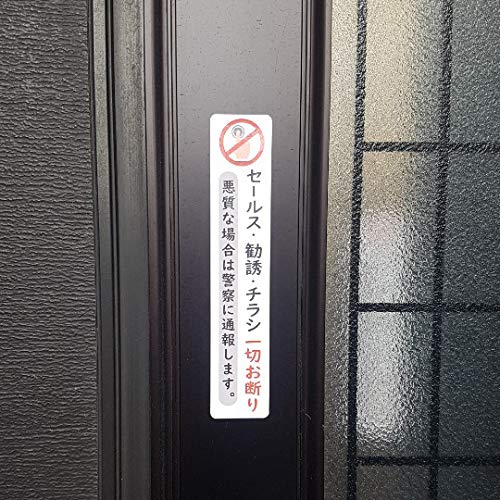 セールス・勧誘・チラシ一切お断り
悪質な場合は警察に通報します。